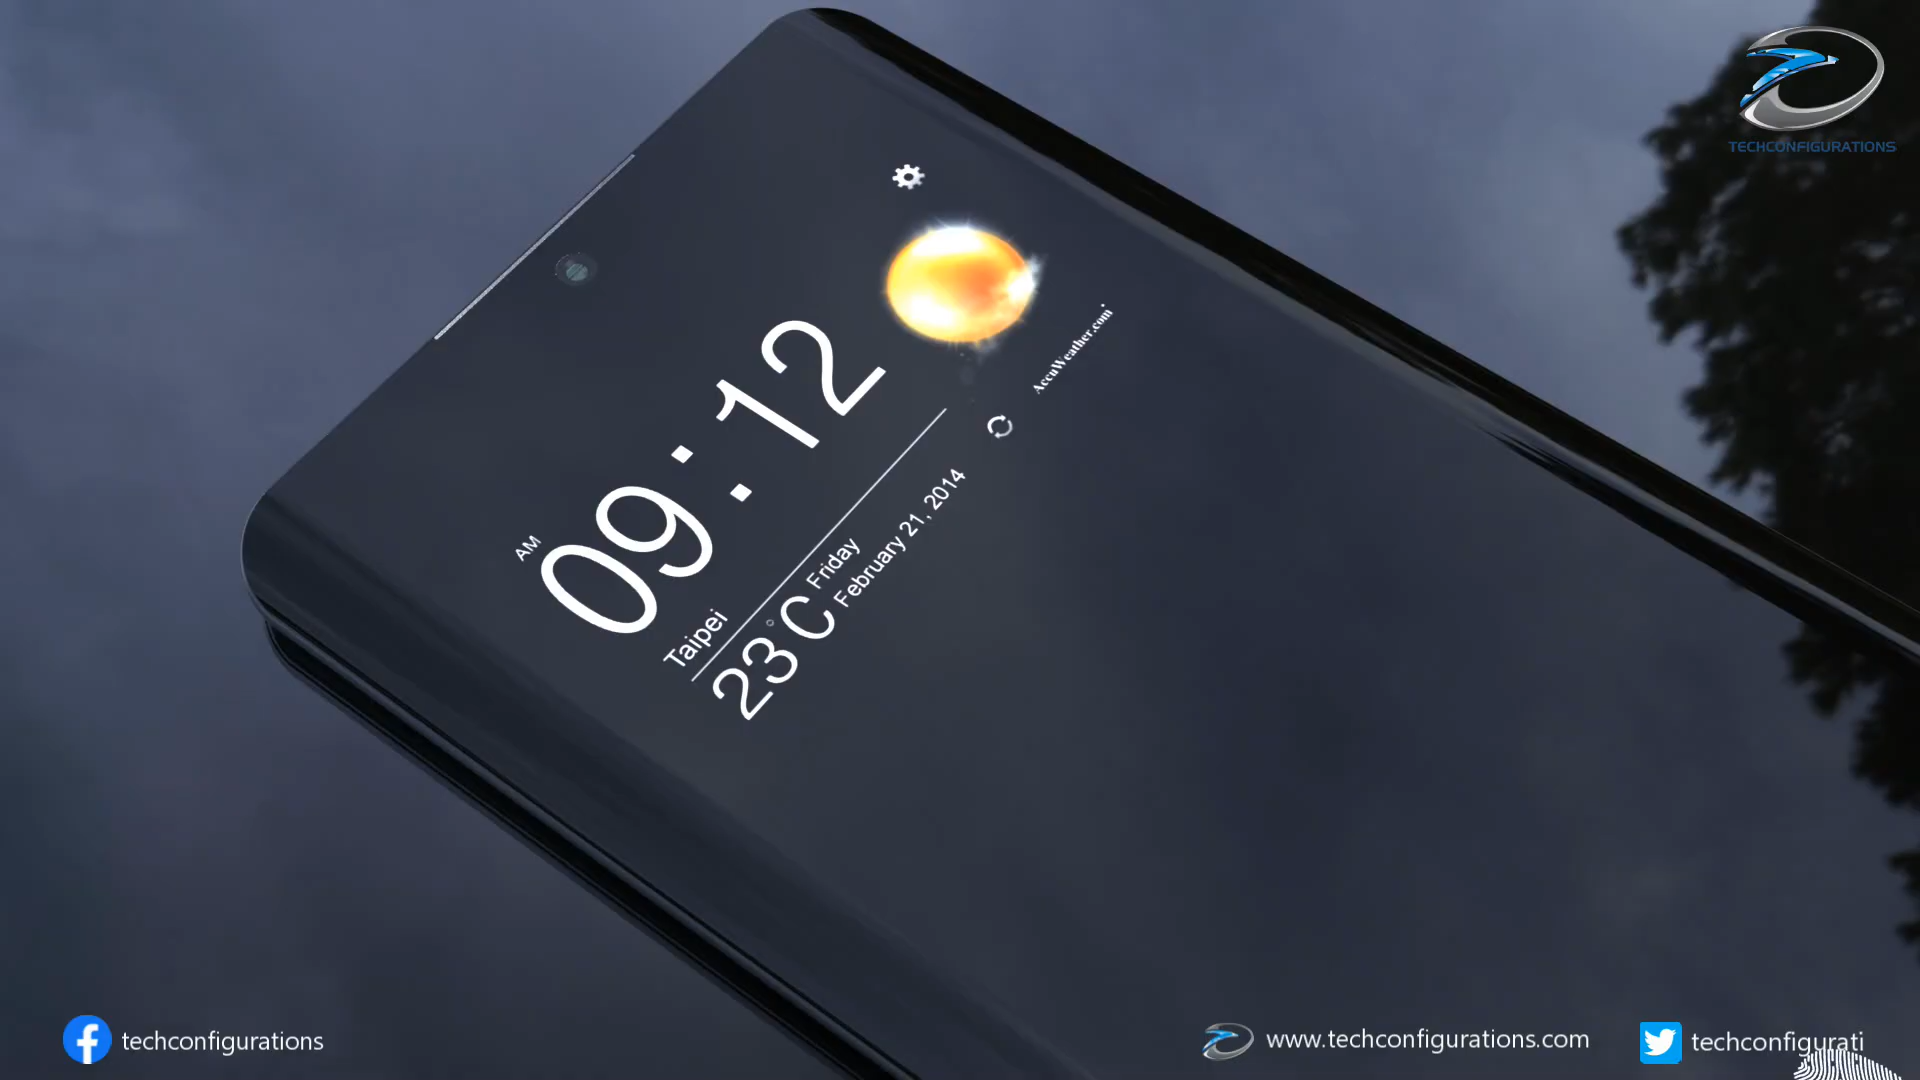 TECHCONFIGURATIONS
AM
09:12
Taipei
23°C
Friday
February 21, 2014
AccuWeather.com
techconfigurations
www.techconfigurations.com
techconfigurati